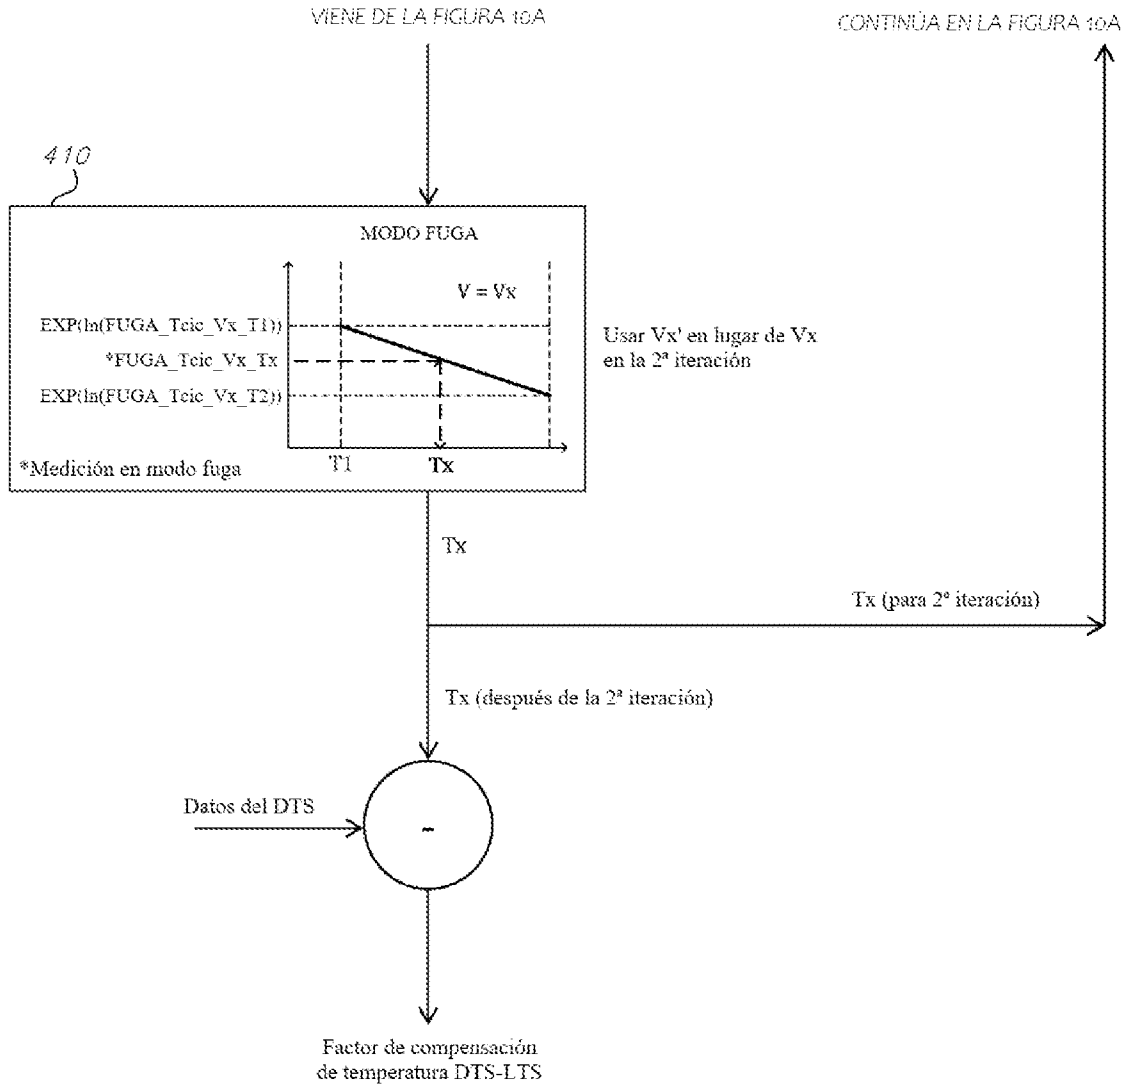 VIENE DE LA FIGURA 10A
CONTINÚA EN LA FIGURA 10A
410
MODO FUGA
V = Vx
EXP(ln(FUGA_Tcic_Vx_T1))
*FUGA_Tcic_Vx_Tx
EXP(ln(FUGA_Tcic_Vx_T2))
T1
Tx
*Medición en modo fuga
Usar Vx' en lugar de Vx
en la 2ª iteración
Tx
Tx (para 2ª iteración)
Tx (después de la 2ª iteración)
Datos del DTS
-
Factor de compensación
de temperatura DTS-LTS